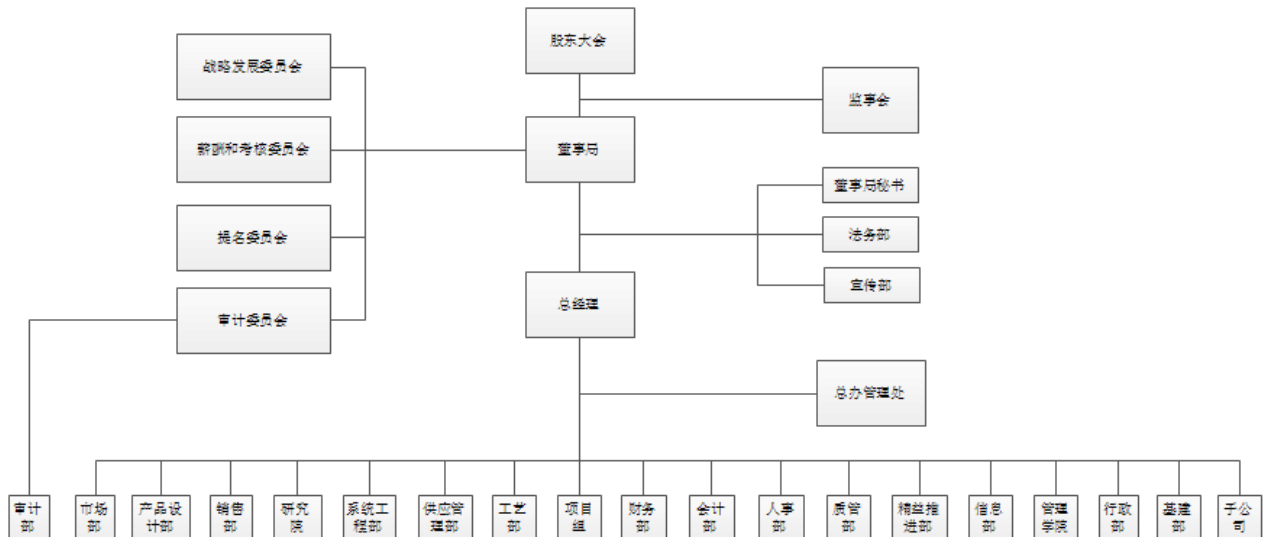 股东大会
战略发展委员会
监事会
薪酬和考核委员会
董事局
董事局秘书
提名委员会
法务部
宣传部
总经理
审计委员会
总办管理处
审计
部
市场
部
产品设
计部
销售
部
研究
院
系统工
程部
供应管
理部
工艺
部
项目
组
财务
部
会计
部
人事
部
质管
部
精益推
进部
信息
部
管理
学院
行政
部
基建
部
子公
司